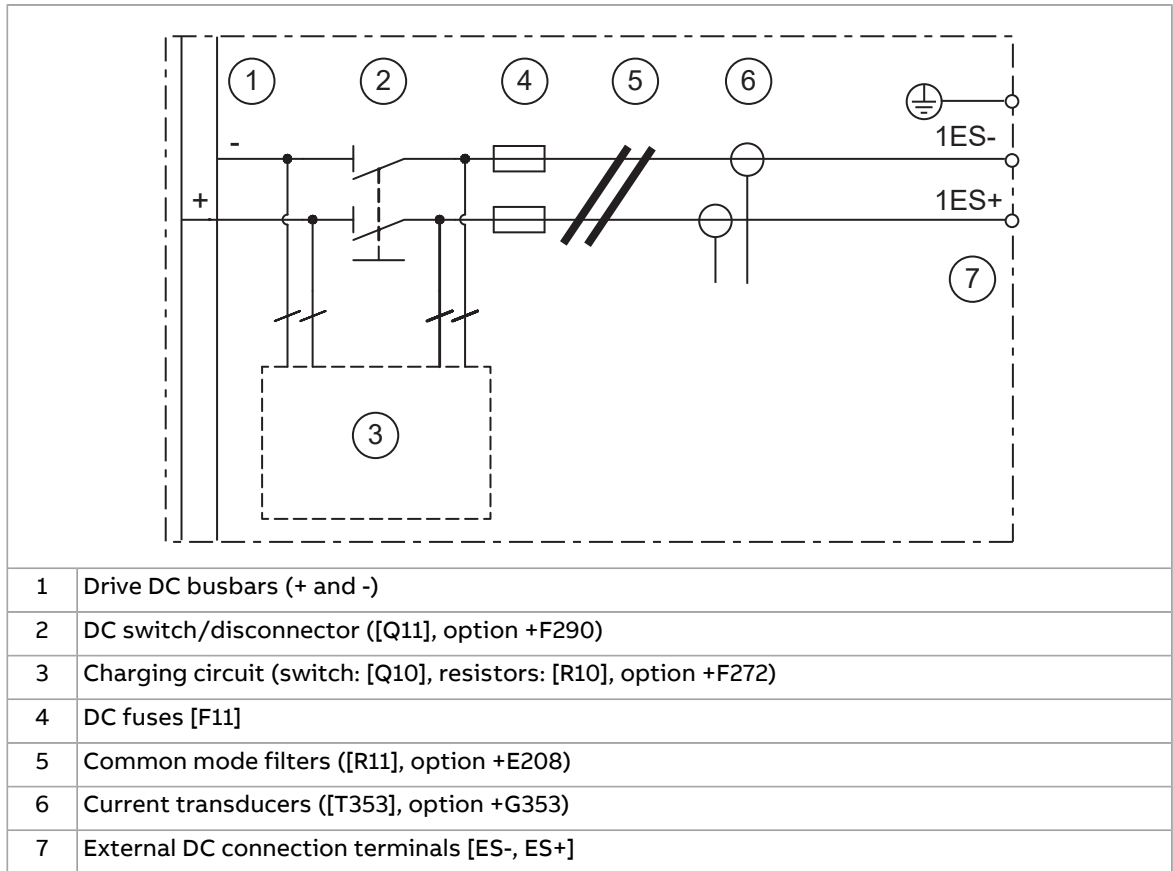 1 2 4 5 6
1ES-
-
1ES+
+
7
3
1 Drive DC busbars (+ and -)
2 DC switch/disconnector ([Q11], option +F290)
3 Charging circuit (switch: [Q10], resistors: [R10], option +F272)
4 DC fuses [F11]
5 Common mode filters ([R11], option +E208)
6 Current transducers ([T353], option +G353)
7 External DC connection terminals [ES-, ES+]